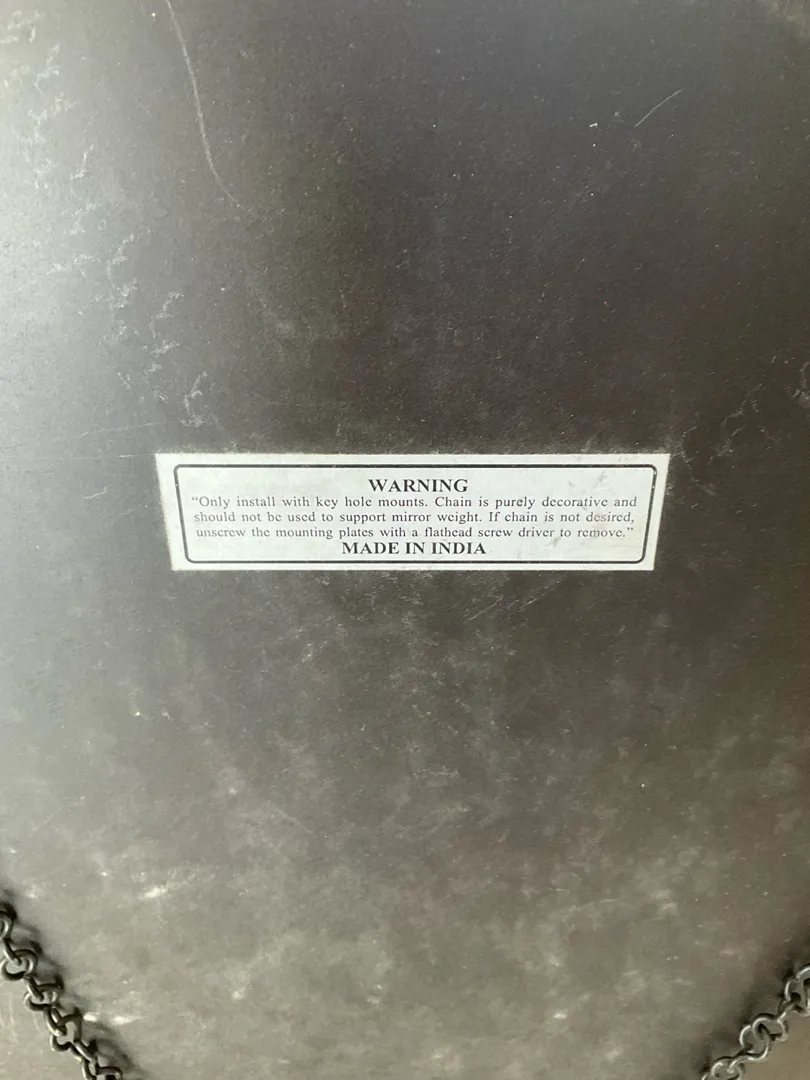 WARNING
“Only install with key hole mounts. Chain is purely decorative and
should not be used to support mirror weight. If chain is not desired,
unscrew the mounting plates with a flathead screw driver to remove.”
MADE IN INDIA